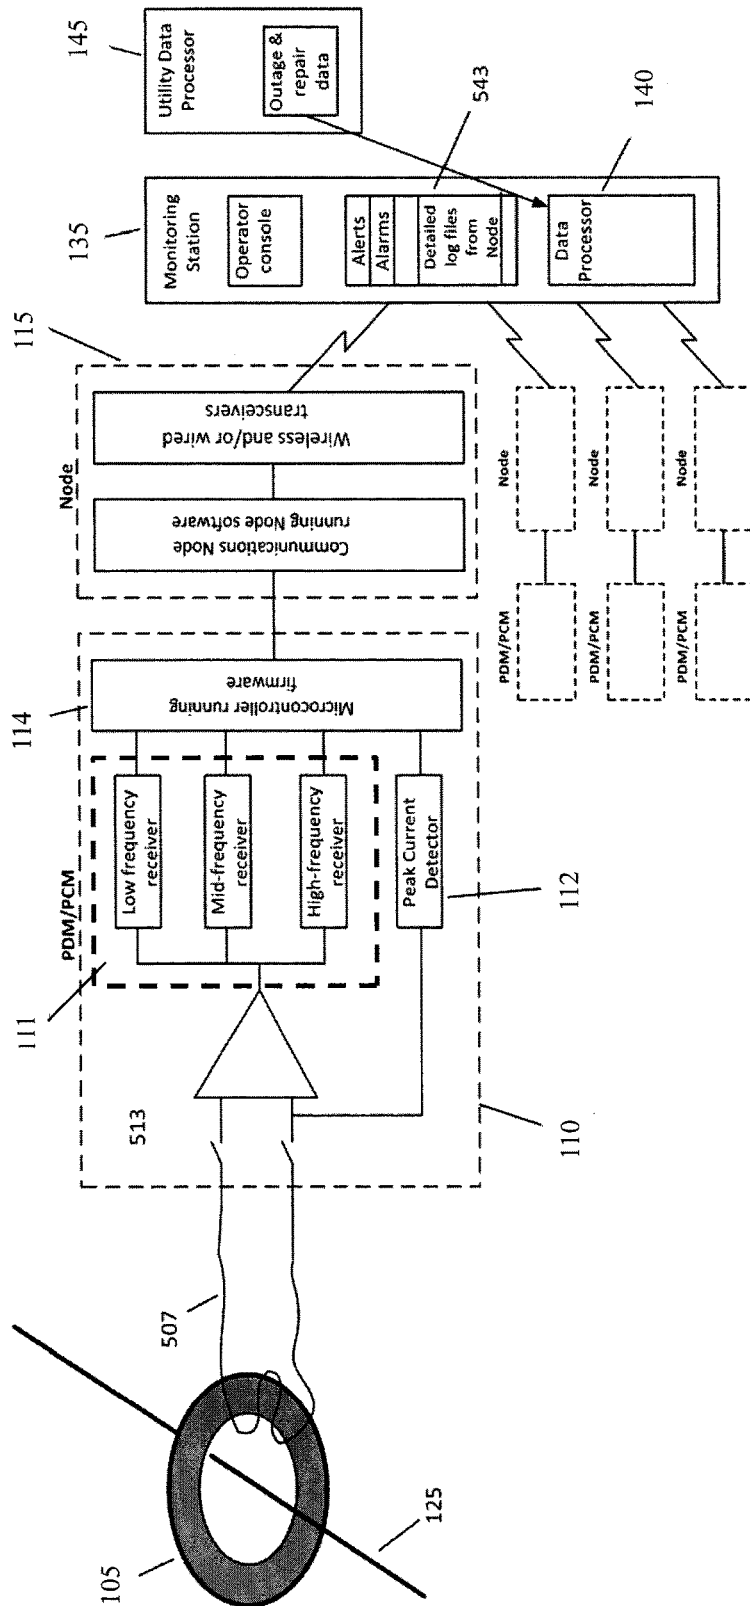 105
125
507
513
110
PDM/PCM
111
Low frequency
receiver
Mid-frequency
receiver
High-frequency
receiver
Peak Current
Detector
112
114
Microcontroller running
firmware
Node
115
Communications Node
running Node software
Wireless and/or wired
transceivers
PDM/PCM
Node
PDM/PCM
Node
PDM/PCM
Node
135
Monitoring
Station
Operator
console
Alerts
Alarms
Detailed
log files
from
Node
543
Data
Processor
140
145
Utility Data
Processor
Outage &
repair
data